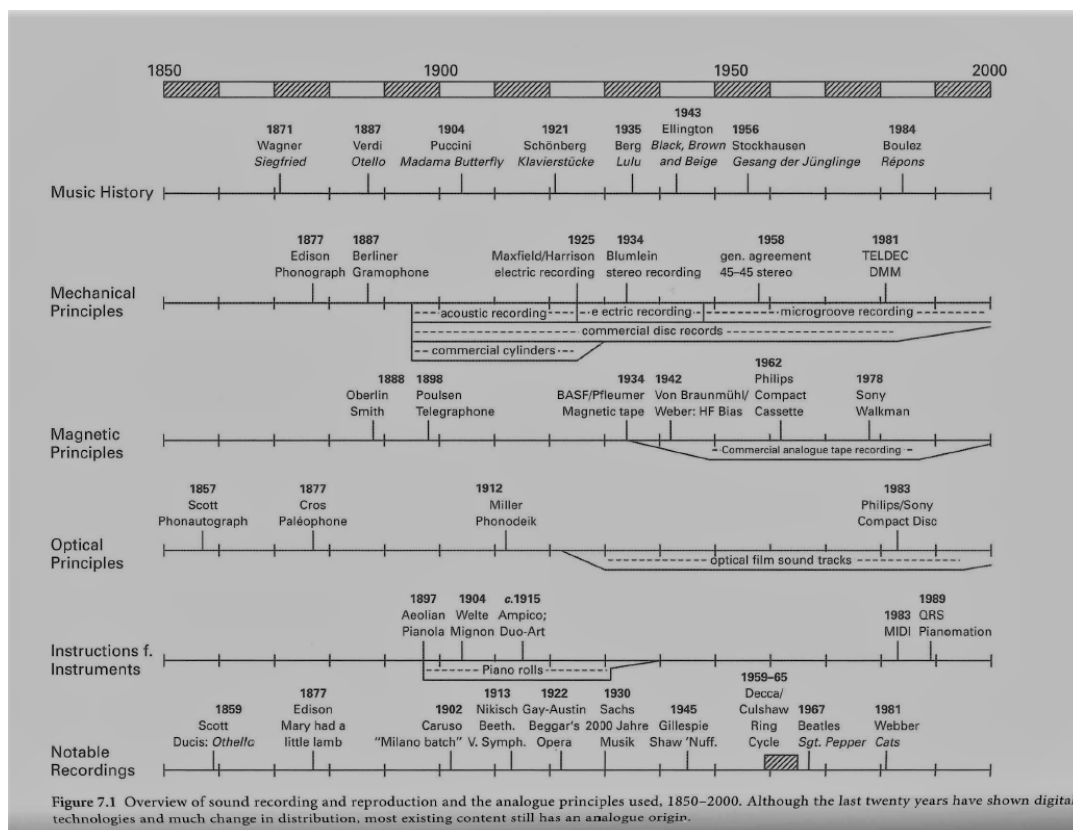 1850 1900 1950 2000
1943
1871 1887 1904 1921 1935 Ellington 1956 1984
Wagner Verdi Puccini Schönberg Berg Black, Brown Stockhausen Boulez
Siegfried Otello Madama Butterfly Klavierstücke Lulu and Beige Gesang der Jünglinge Répons
Music History
1877 1887 1925 1934 1958 1981
Edison Berliner Maxfield/Harrison Blumlein gen. agreement TELDEC
Phonograph Gramophone electric recording stereo recording 45–45 stereo DMM
Mechanical
Principles
acoustic recording e ectric recording microgroove recording
commercial disc records
commercial cylinders
1962
1888 1898 1934 1942 Philips 1978
Oberlin Poulsen BASF/Pfleumer Von Braunmühl/ Compact Sony
Smith Telegraphone Magnetic tape Weber: HF Bias Cassette Walkman
Magnetic
Principles
Commercial analogue tape recording
1857 1877 1912 1983
Scott Cros Miller Philips/Sony
Phonautograph Paléophone Phonodeik Compact Disc
Optical
Principles
optical film sound tracks
1897 1904 c.1915 1989
Aeolian Welte Ampico; 1983 QRS
Pianola Mignon Duo-Art MIDI Pianomation
Instructions f.
Instruments
Piano rolls
1959–65
1877 1913 1922 1930 Decca/
1859 Edison 1902 Nikisch Gay-Austin Sachs 1945 Culshaw 1967 1981
Scott Mary had a Caruso Beeth. Beggar's 2000 Jahre Gillespie Ring Beatles Webber
Ducis: Othello little lamb "Milano batch" V. Symph. Opera Musik Shaw 'Nuff. Cycle Sgt. Pepper Cats
Notable
Recordings
Figure 7.1 Overview of sound recording and reproduction and the analogue principles used, 1850–2000. Although the last twenty years have shown digital
technologies and much change in distribution, most existing content still has an analogue origin.